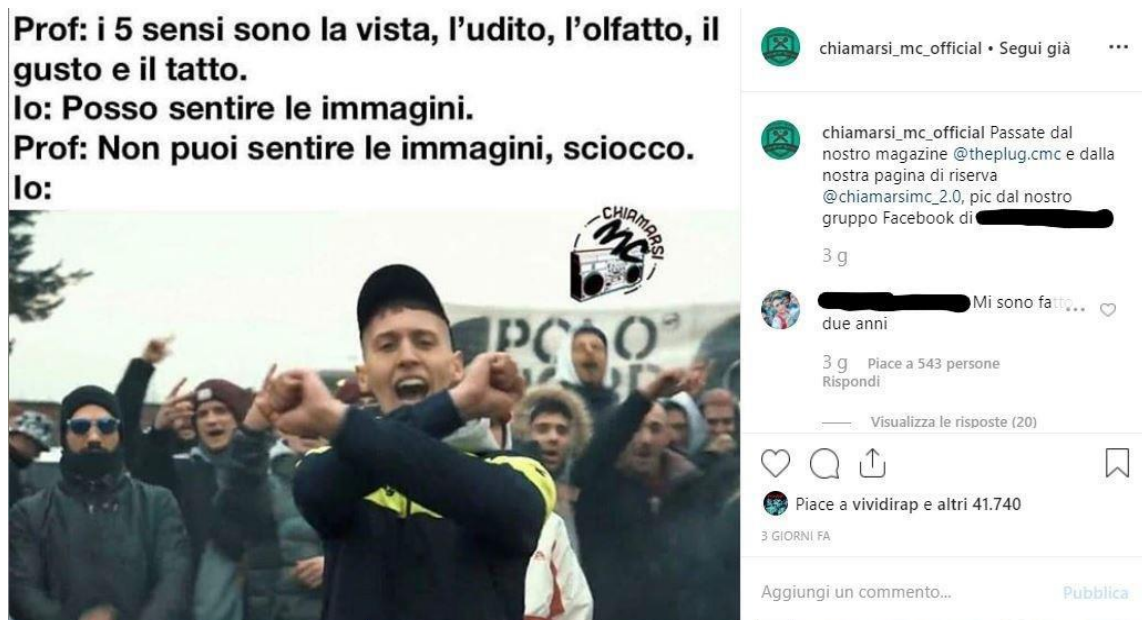 Prof: i 5 sensi sono la vista, l’udito, l’olfatto, il
gusto e il tatto.
Io: Posso sentire le immagini.
Prof: Non puoi sentire le immagini, sciocco.
Io:
CHIAMARSI
MC
POLO
chiamarsi_mc_official • Segui già
chiamarsi_mc_official Passate dal
nostro magazine @theplug.cmc e dalla
nostra pagina di riserva
@chiamarsimc_2.0, pic dal nostro
gruppo Facebook di
3 g
Mi sono fatto
due anni
3 g Piace a 543 persone
Rispondi
Visualizza le risposte (20)
Piace a vividirap e altri 41.740
3 GIORNI FA
Aggiungi un commento...
Pubblica